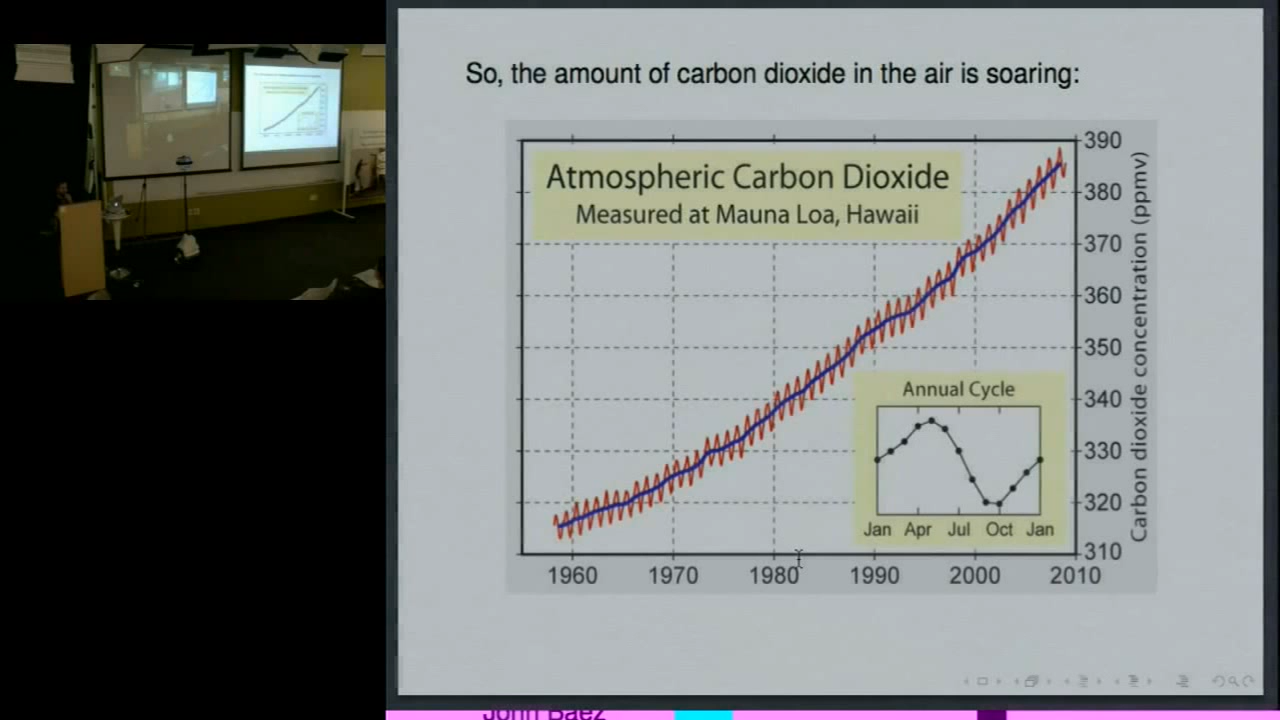 So, the amount of carbon dioxide in the air is soaring:
Atmospheric Carbon Dioxide
Measured at Mauna Loa, Hawaii
390
380
370
360
350
340
330
320
310
Carbon dioxide concentration (ppmv)
Annual Cycle
Jan Apr Jul Oct Jan
1960 1970 1980 1990 2000 2010
John Baez